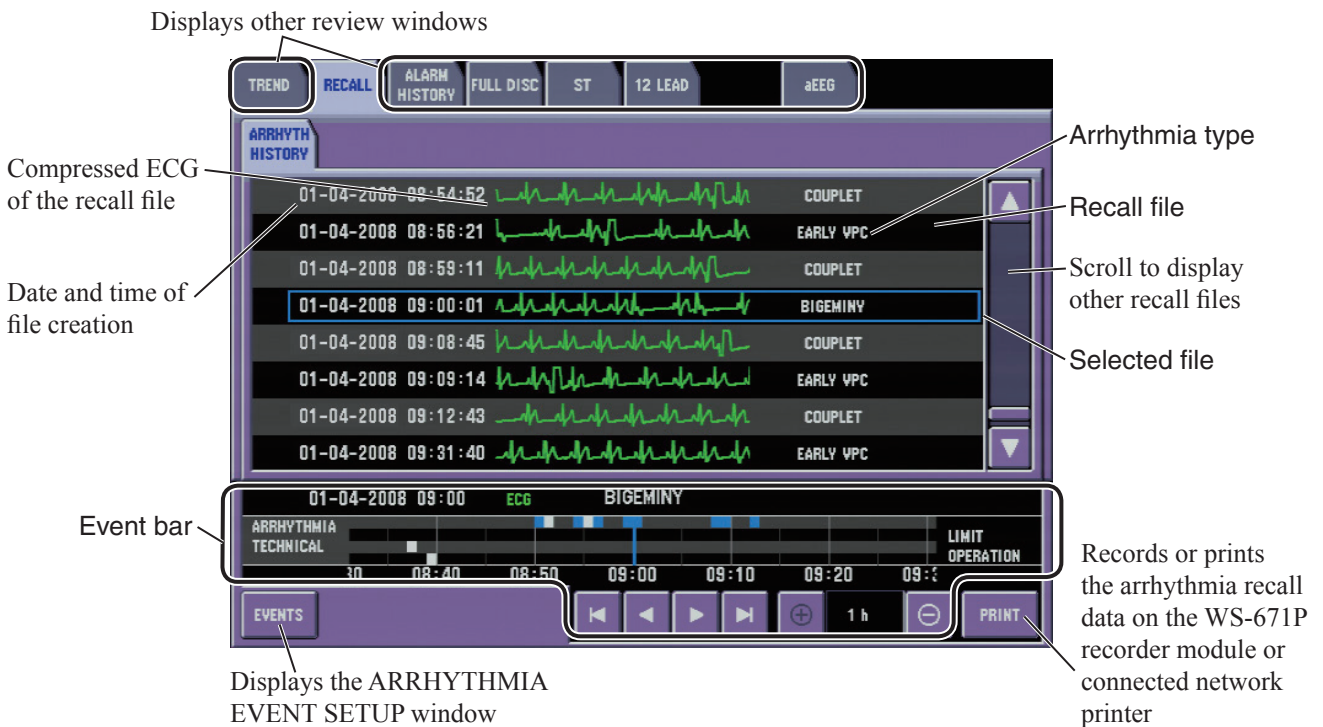 Displays other review windows
TREND
RECALL
ALARM
HISTORY
FULL DISC
ST
12 LEAD
aEEG
ARRHYTH
HISTORY
Compressed ECG
of the recall file
Date and time of
file creation
01-04-2008 08:54:52 COUPLET
01-04-2008 08:56:21 EARLY VPC
01-04-2008 08:59:11 COUPLET
01-04-2008 09:00:01 BIGEMINY
01-04-2008 09:08:45 COUPLET
01-04-2008 09:09:14 EARLY VPC
01-04-2008 09:12:43 COUPLET
01-04-2008 09:31:40 EARLY VPC
Arrhythmia type
Recall file
Scroll to display
other recall files
Selected file
Event bar
01-04-2008 09:00 ECG BIGEMINY
ARRHYTHMIA
TECHNICAL
LIMIT
OPERATION
08:40 08:50 09:00 09:10 09:20
EVENTS
1 h
PRINT
Records or prints
the arrhythmia recall
data on the WS-671P
recorder module or
connected network
printer
Displays the ARRHYTHMIA
EVENT SETUP window